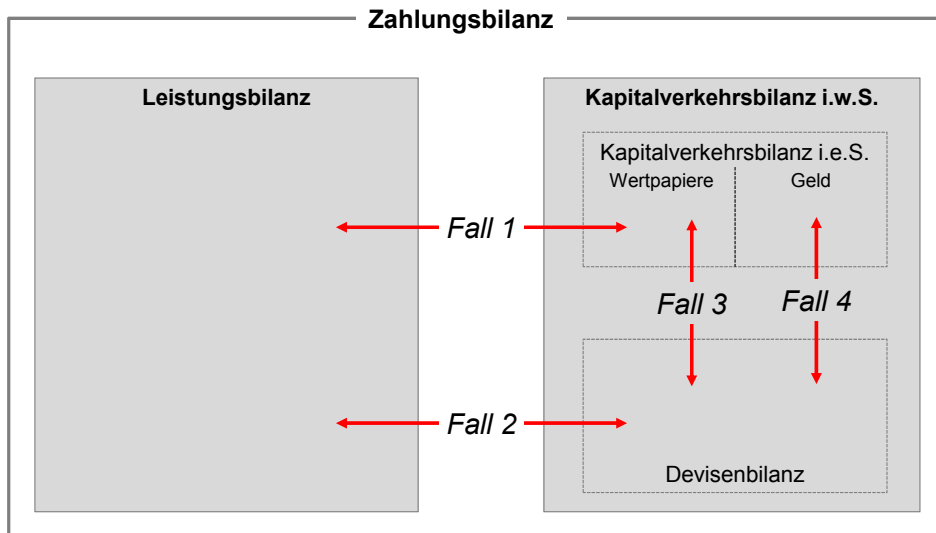 Zahlungsbilanz
Leistungsbilanz
Kapitalverkehrsbilanz i.w.S.
Kapitalverkehrsbilanz i.e.S.
Wertpapiere
Geld
Fall 1
Fall 3
Fall 4
Fall 2
Devisenbilanz